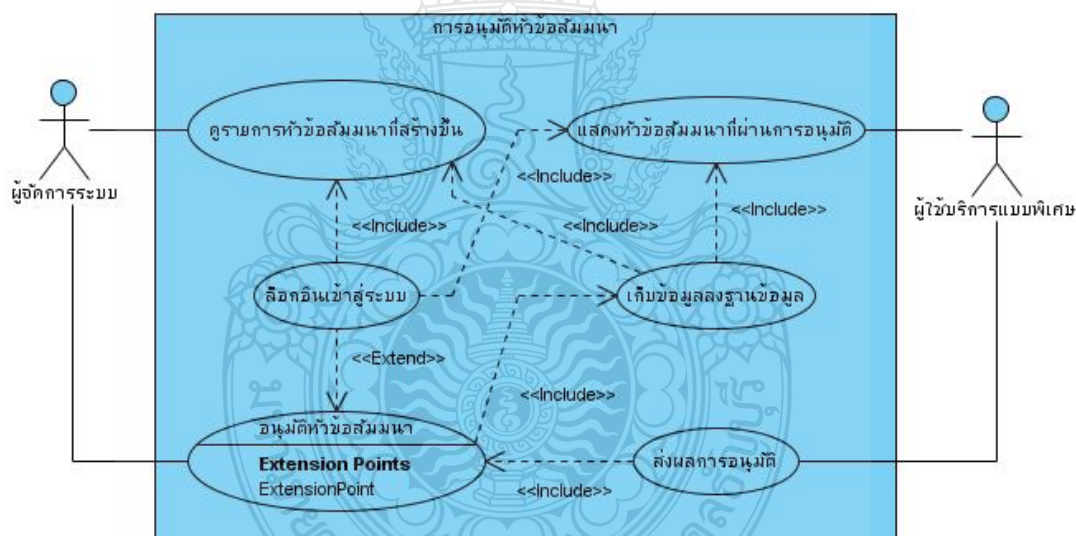 การอนุมัติหัวข้อสัมมนา
ดูรายการหัวข้อสัมมนาที่สร้างขึ้น
แสดงหัวข้อสัมมนาที่ผ่านการอนุมัติ
ผู้จัดการระบบ
ผู้ใช้บริการแบบพิเศษ
<<Include>>
<<Include>>
<<Include>>
<<Include>>
ล็อกอินเข้าสู่ระบบ
เก็บข้อมูลลงฐานข้อมูล
<<Extend>>
<<Include>>
อนุมัติหัวข้อสัมมนา
Extension Points
ExtensionPoint
ส่งผลการอนุมัติ
<<Include>>